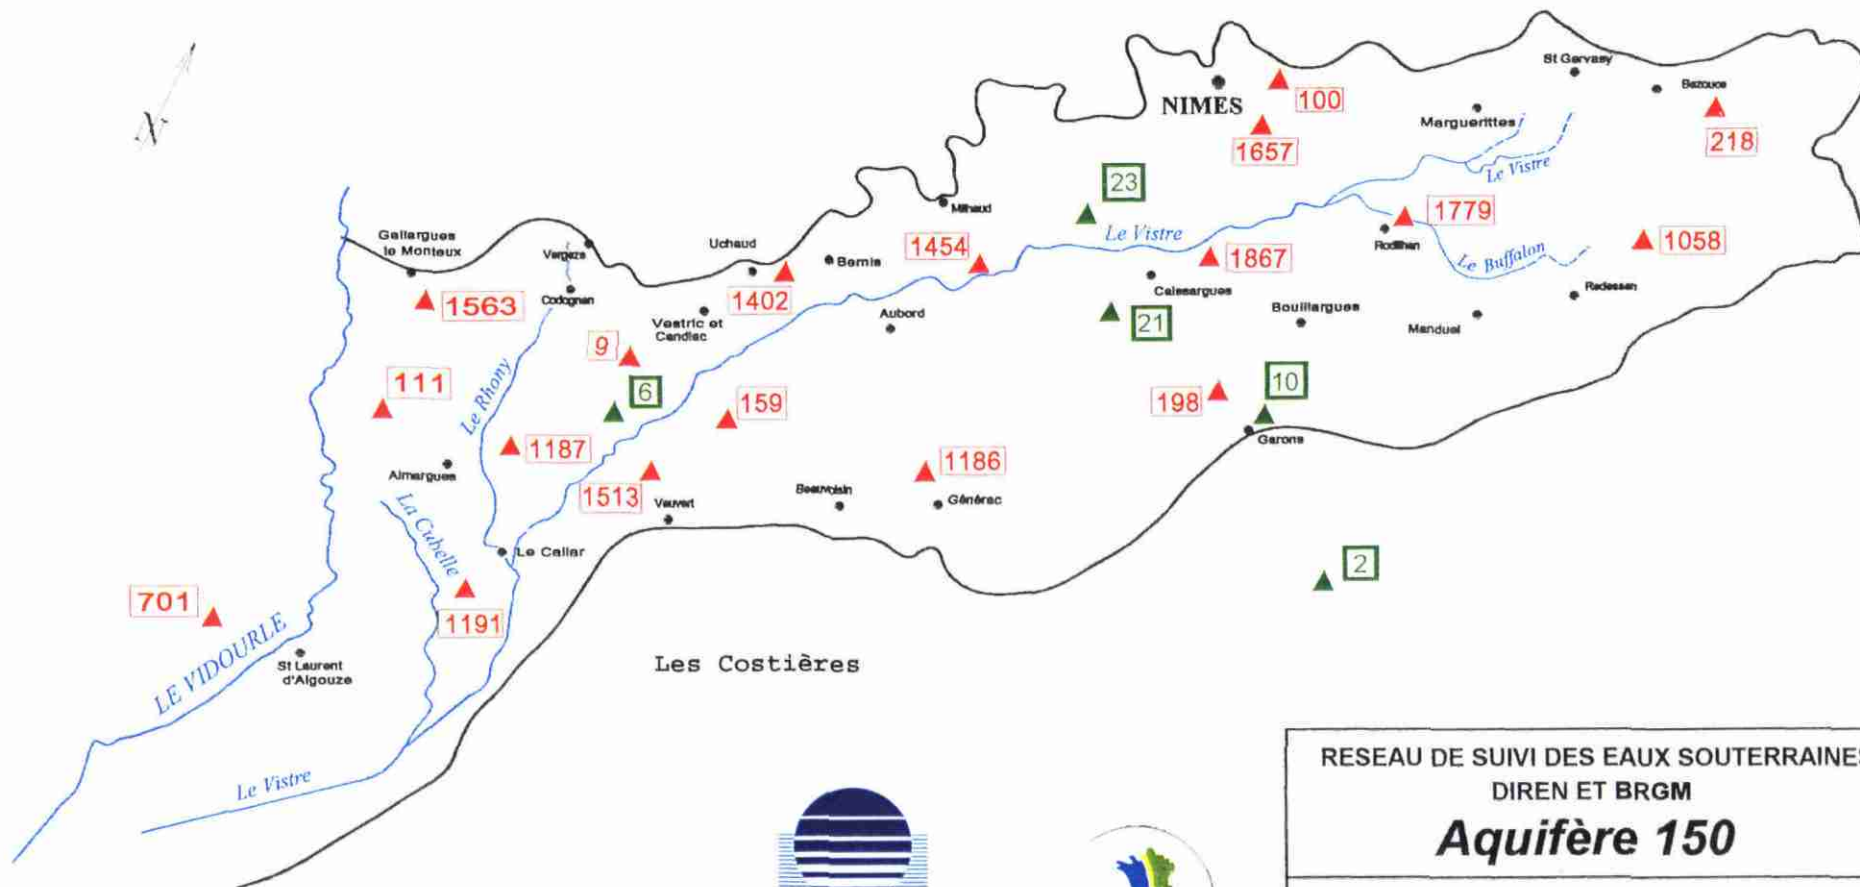 N
St Gervasy
Bezouce
NIMES
100
Marguerittes
218
1657
Le Vistre
23
Milhaud
1779
Gallargues
le Monteux
Vergeze
Uchaud
1454
Bernis
Le Vistre
1867
Rodilhan
1058
Le Buffalon
1563
Codognan
1402
Caissargues
Redessan
Vestric et
Candiac
Aubord
21
Bouillargues
Manduel
9
111
Le Rhony
6
159
198
10
Garons
1187
1186
Aimargues
1513
Vauvert
Beauvoisin
Générac
La Cubelle
Le Cailar
2
701
1191
LE VIDOURLE
St Laurent
d'Aigouze
Les Costières
Le Vistre
RESEAU DE SUIVI DES EAUX SOUTERRAINES
DIREN ET BRGM
Aquifère 150